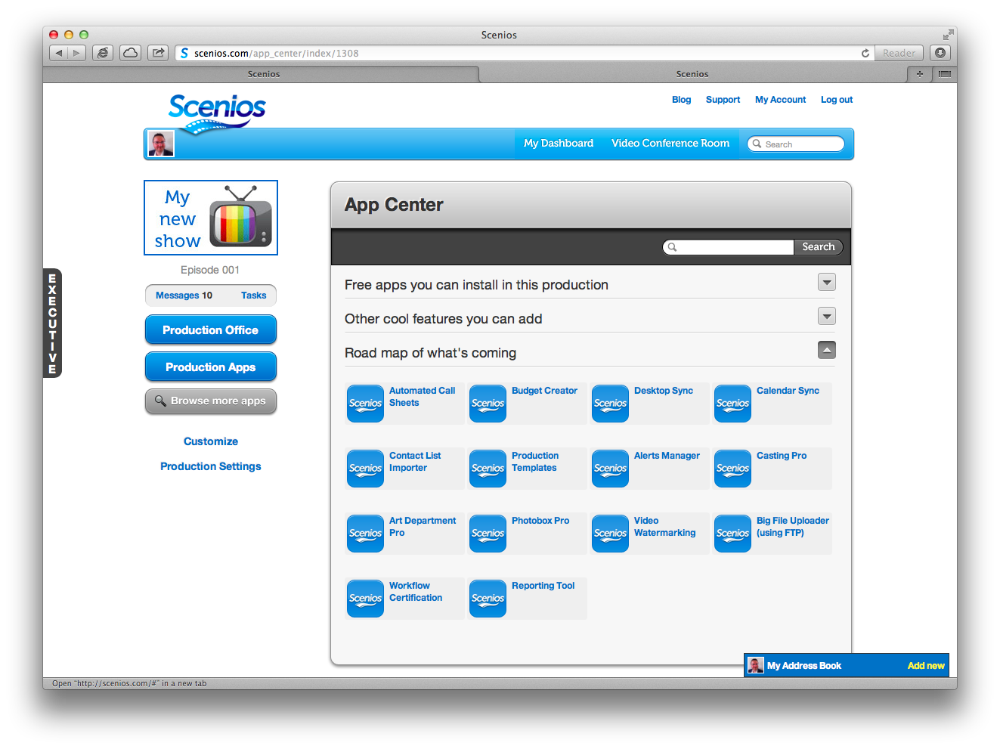 Scenios
scenios.com/app_center/index/1308
Reader
Scenios
Scenios
Scenios
Blog
Support
My Account
Log out
My Dashboard
Video Conference Room
Search
My
new
show
Episode 001
Messages 10
Tasks
Production Office
Production Apps
Browse more apps
Customize
Production Settings
EXECUTIVE
App Center
Search
Free apps you can install in this production
Other cool features you can add
Road map of what's coming
Scenios
Automated Call
Sheets
Scenios
Budget Creator
Scenios
Desktop Sync
Scenios
Calendar Sync
Scenios
Contact List
Importer
Scenios
Production
Templates
Scenios
Alerts Manager
Scenios
Casting Pro
Scenios
Art Department
Pro
Scenios
Photobox Pro
Scenios
Video
Watermarking
Scenios
Big File Uploader
(using FTP)
Scenios
Workflow
Certification
Scenios
Reporting Tool
My Address Book
Add new
Open "http://scenios.com/#" in a new tab